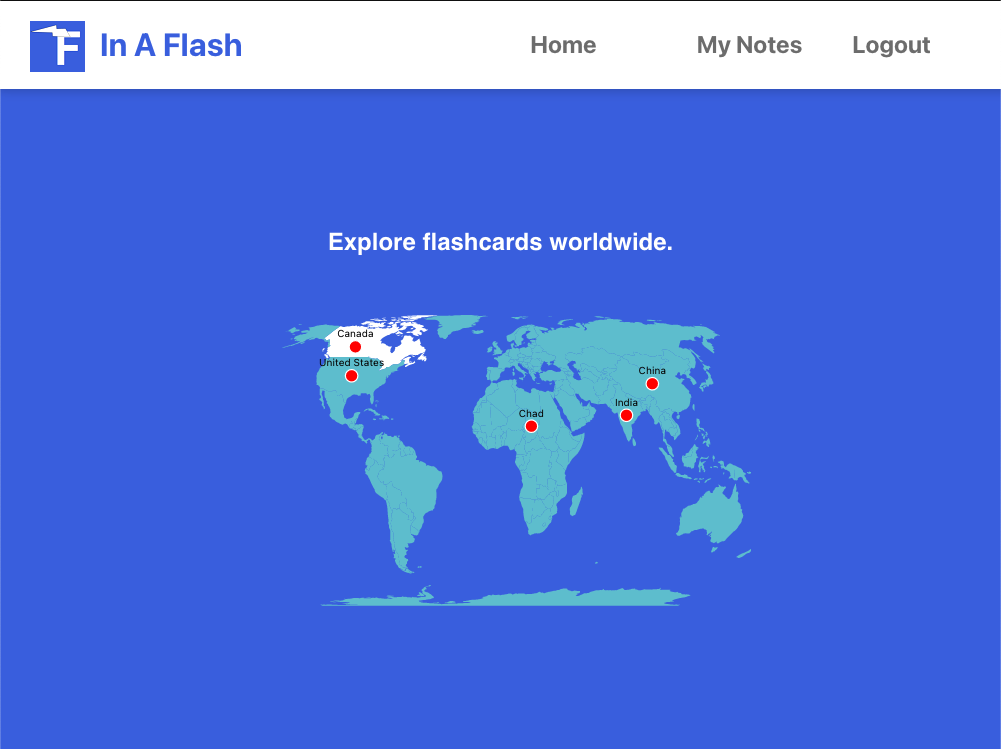 F In A Flash Home My Notes Logout
Explore flashcards worldwide.
Canada
United States
China
India
Chad